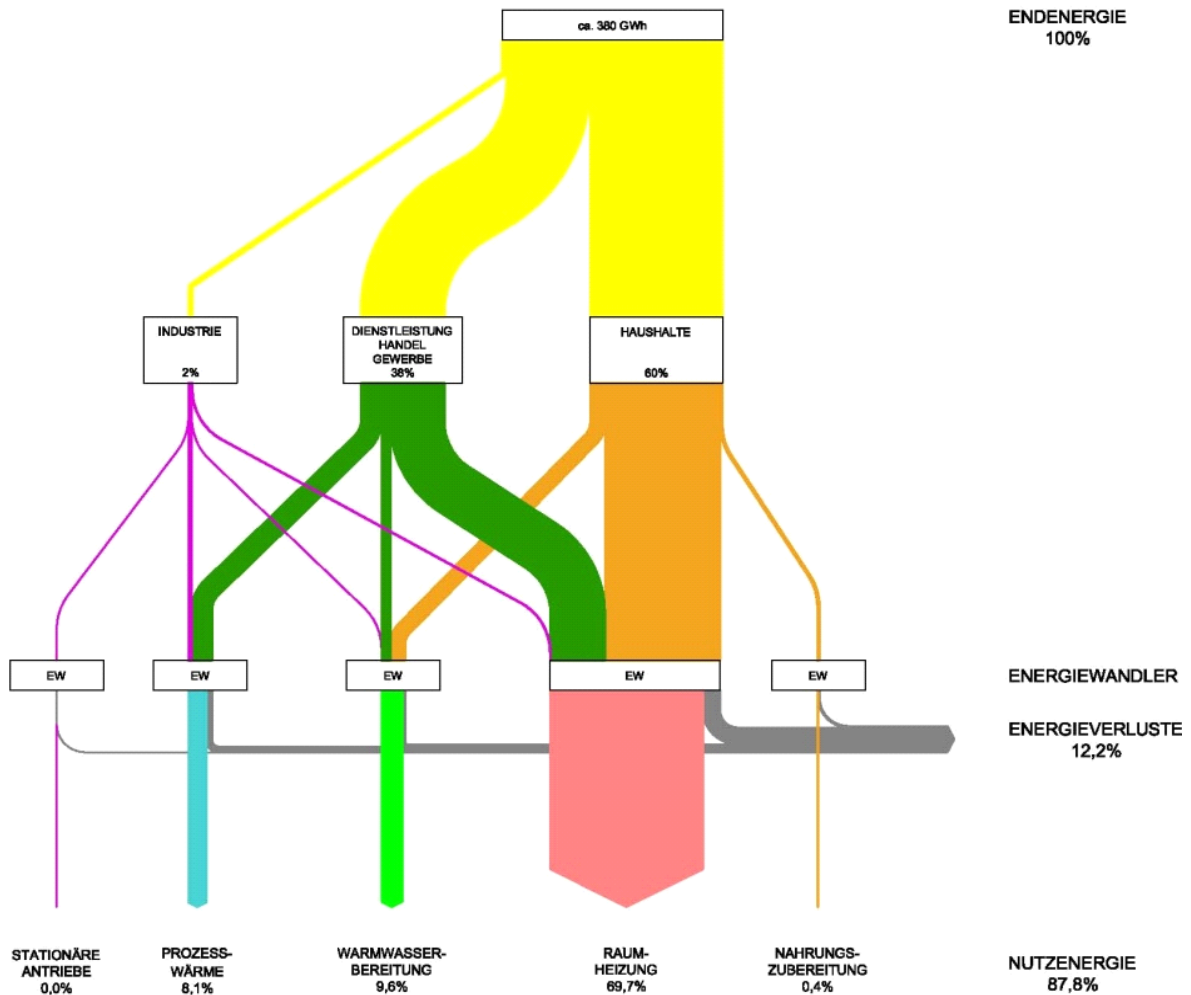 ca. 380 GWh
ENDENERGIE
100%
INDUSTRIE
2%
DIENSTLEISTUNG
HANDEL
GEWERBE
38%
HAUSHALTE
60%
EW
EW
EW
EW
EW
ENERGIEWANDLER
ENERGIEVERLUSTE
12,2%
STATIONÄRE
ANTRIEBE
0,0%
PROZESS-
WÄRME
8,1%
WARMWASSER-
BEREITUNG
9,6%
RAUM-
HEIZUNG
69,7%
NAHRUNGS-
ZUBEREITUNG
0,4%
NUTZENERGIE
87,8%